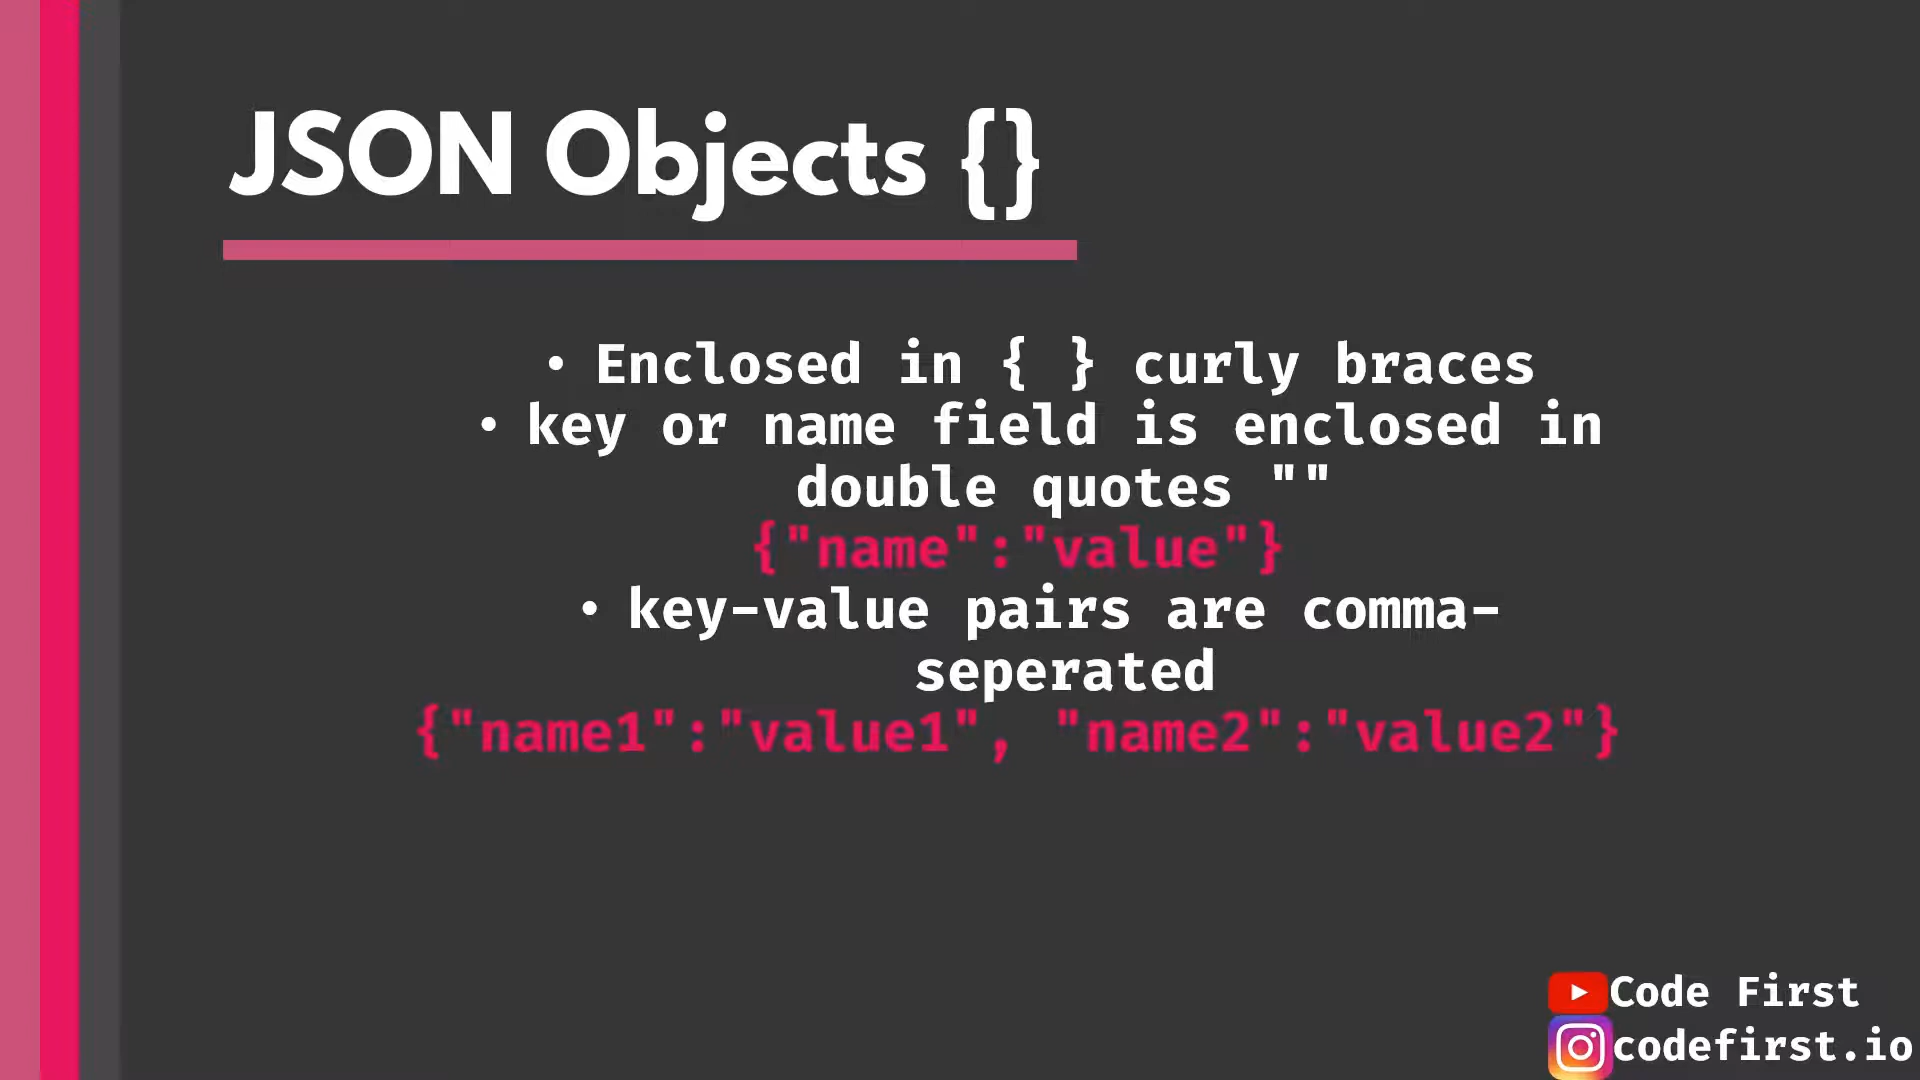 JSON Objects {}
• Enclosed in { } curly braces
• key or name field is enclosed in
double quotes ""
{"name":"value"}
• key-value pairs are comma-
seperated
{"name1":"value1", "name2":"value2"}
Code First
codefirst.io